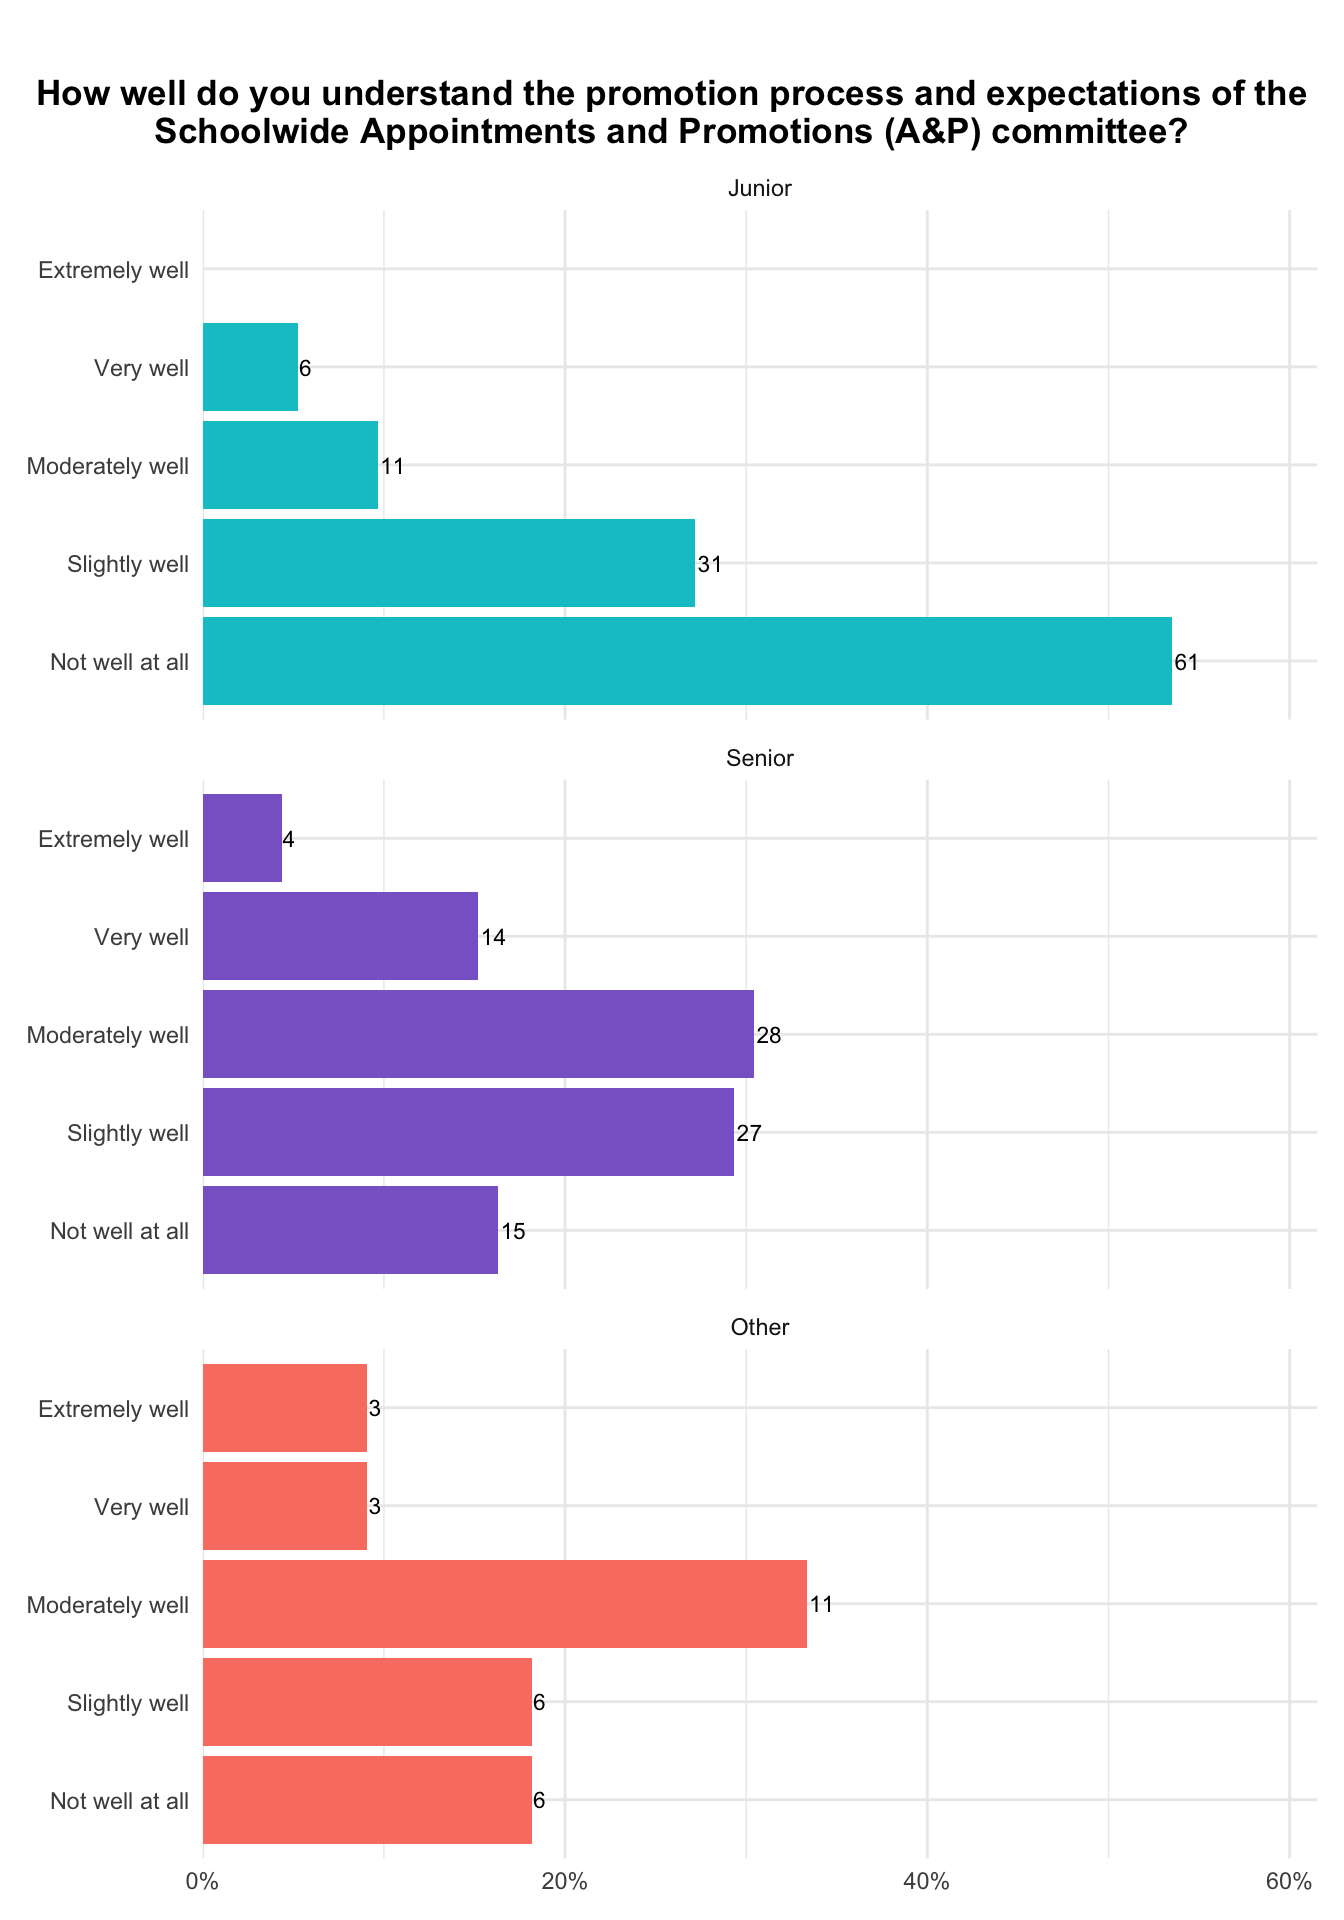 How well do you understand the promotion process and expectations of the
Schoolwide Appointments and Promotions (A&P) committee?
Junior
Extremely well
Very well 6
Moderately well 11
Slightly well 31
Not well at all 61
Senior
Extremely well 4
Very well 14
Moderately well 28
Slightly well 27
Not well at all 15
Other
Extremely well 3
Very well 3
Moderately well 11
Slightly well 6
Not well at all 6
0% 20% 40% 60%